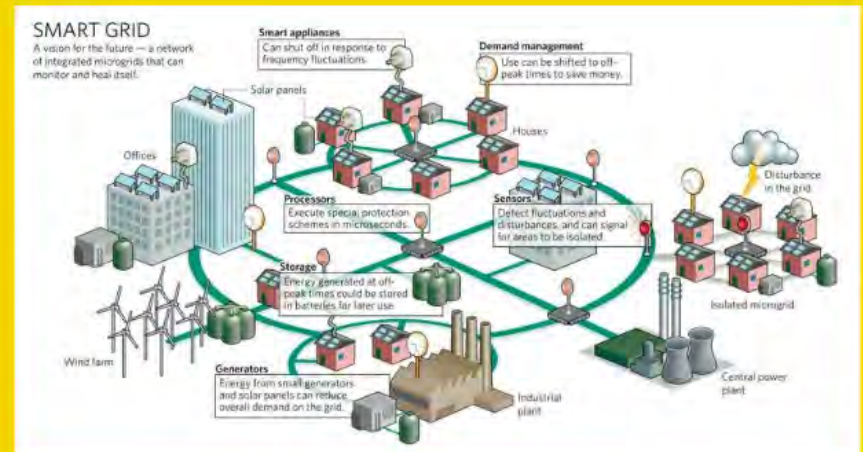 SMART GRID
A vision for the future — a network
of integrated microgrids that can
monitor and heal itself.
Smart appliances
Can shut off in response to
frequency fluctuations.
Demand management
Use can be shifted to off-
peak times to save money.
Solar panels
Houses
Offices
Disturbance
in the grid
Processors
Execute special protection
schemes in microseconds.
Sensors
Detect fluctuations and
disturbances, and can signal
for areas to be isolated.
Storage
Energy generated at off-
peak times could be stored
in batteries for later use.
Isolated microgrid
Wind farm
Generators
Energy from small generators
and solar panels can reduce
overall demand on the grid.
Industrial
plant
Central power
plant